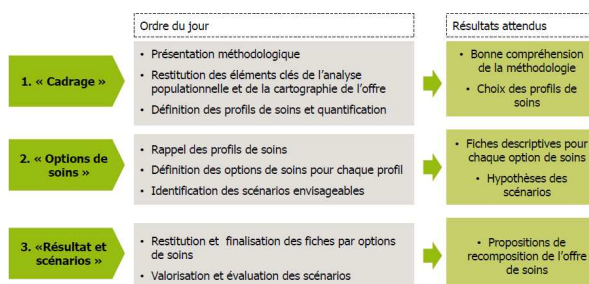 Ordre du jour
Résultats attendus
1. « Cadrage »
• Présentation méthodologique
• Restitution des éléments clés de l'analyse
populationnelle et de la cartographie de l'offre
• Définition des profils de soins et quantification
• Bonne compréhension
de la méthodologie
• Choix des profils de
soins
2. « Options de
soins »
• Rappel des profils de soins
• Définition des options de soins pour chaque profil
• Identification des scénarios envisageables
• Fiches descriptives pour
chaque option de soins
• Hypothèses des
scénarios
3. «Résultat et
scénarios »
• Restitution et finalisation des fiches par options
de soins
• Valorisation et évaluation des scénarios
• Propositions de
recomposition de l'offre
de soins